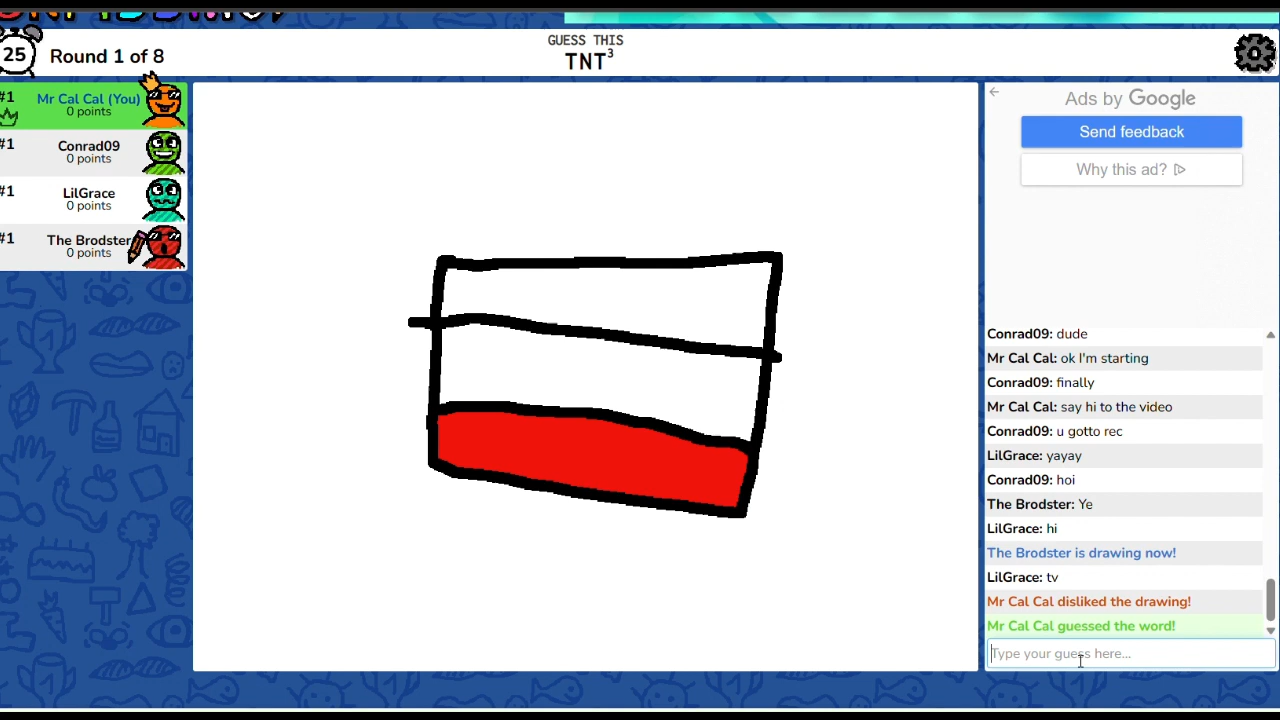 25
Round 1 of 8
GUESS THIS
TNT³
#1
Mr Cal Cal (You)
0 points
#1
Conrad09
0 points
#1
LilGrace
0 points
#1
The Brodster
0 points
Ads by Google
Send feedback
Why this ad?
Conrad09: dude
Mr Cal Cal: ok I'm starting
Conrad09: finally
Mr Cal Cal: say hi to the video
Conrad09: u gotto rec
LilGrace: yayay
Conrad09: hoi
The Brodster: Ye
LilGrace: hi
The Brodster is drawing now!
LilGrace: tv
Mr Cal Cal disliked the drawing!
Mr Cal Cal guessed the word!
Type your guess here...